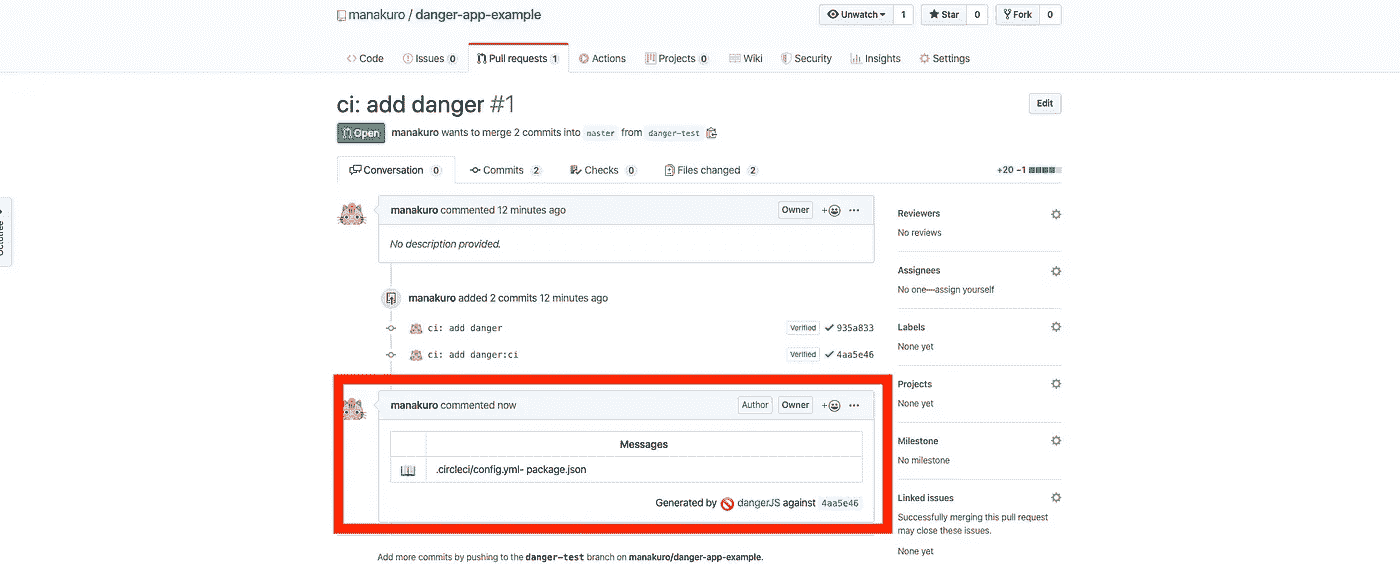 manakuro / danger-app-example
Unwatch 1 Star 0 Fork 0
Code Issues 0 Pull requests 1 Actions Projects 0 Wiki Security Insights Settings
ci: add danger #1
Edit
Open manakuro wants to merge 2 commits into master from danger-test
Conversation 0 Commits 2 Checks 0 Files changed 2 +20 −1
manakuro commented 12 minutes ago Owner
No description provided.
manakuro added 2 commits 12 minutes ago
ci: add danger Verified 935a833
ci: add danger:ci Verified 4aa5e46
manakuro commented now Author Owner
Messages
.circleci/config.yml- package.json
Generated by dangerJS against 4aa5e46
Add more commits by pushing to the danger-test branch on manakuro/danger-app-example.
Reviewers
No reviews
Assignees
No one—assign yourself
Labels
None yet
Projects
None yet
Milestone
No milestone
Linked issues
Successfully merging this pull request
may close these issues.
None yet